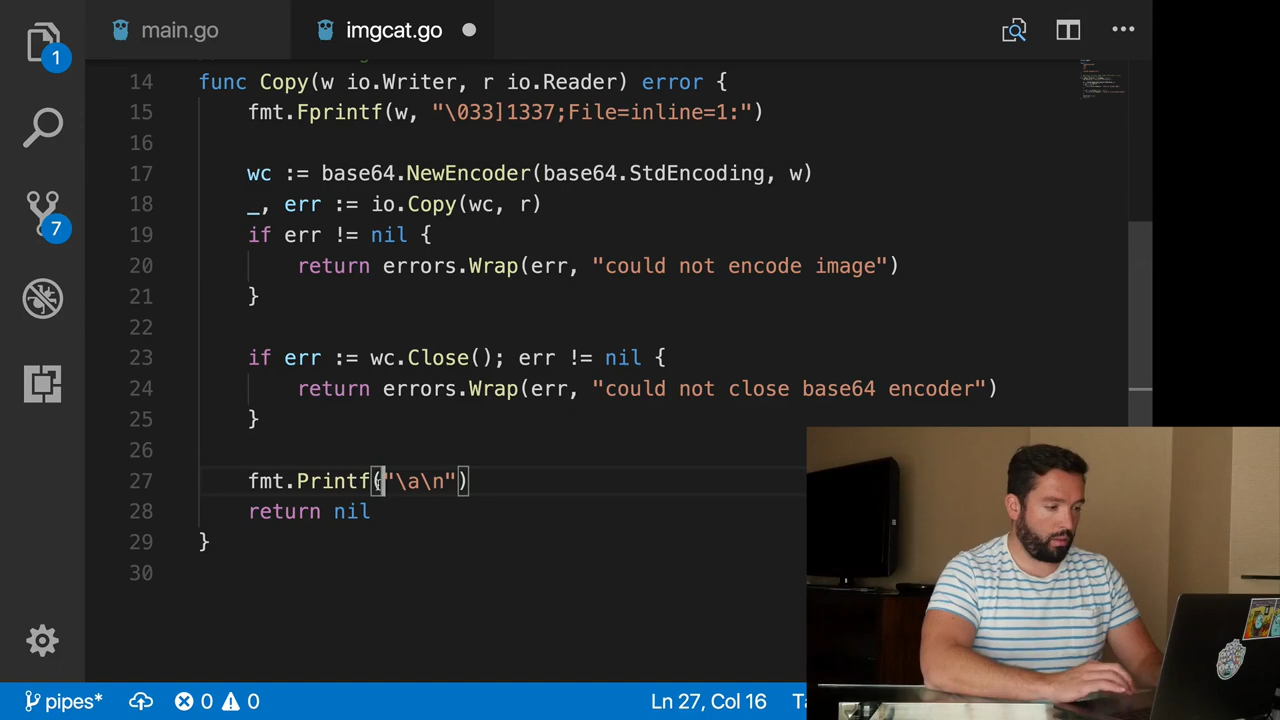 main.go
imgcat.go
1
14 func Copy(w io.Writer, r io.Reader) error {
15 fmt.Fprintf(w, "\033]1337;File=inline=1:")
16
17 wc := base64.NewEncoder(base64.StdEncoding, w)
18 _, err := io.Copy(wc, r)
7
19 if err != nil {
20 return errors.Wrap(err, "could not encode image")
21 }
22
23 if err := wc.Close(); err != nil {
24 return errors.Wrap(err, "could not close base64 encoder")
25 }
26
27 fmt.Printf("\a\n")
28 return nil
29 }
30
pipes* 0 0 Ln 27, Col 16